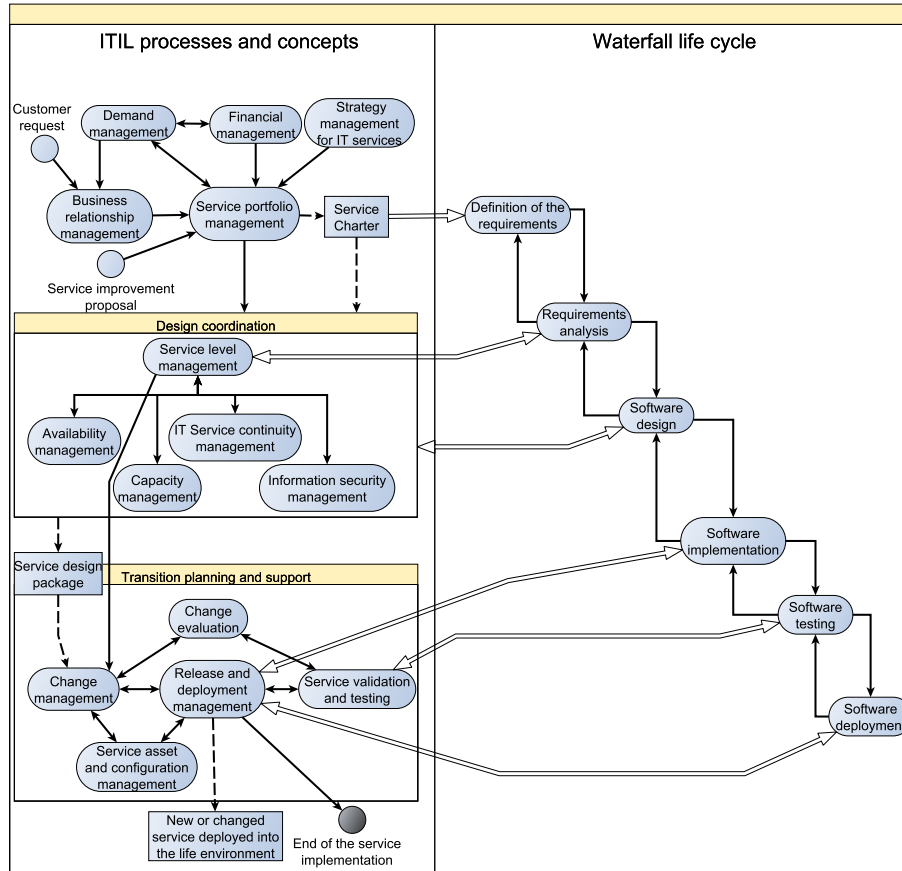 ITIL processes and concepts
Waterfall life cycle
Customer
request
Demand
management
Financial
management
Strategy
management
for IT services
Business
relationship
management
Service portfolio
management
Service
Charter
Definition of the
requirements
Service improvement
proposal
Design coordination
Requirements
analysis
Service level
management
Software
design
Availability
management
IT Service continuity
management
Capacity
management
Information security
management
Software
implementation
Service design
package
Transition planning and support
Change
evaluation
Software
testing
Change
management
Release and
deployment
management
Service validation
and testing
Software
deployment
Service asset
and configuration
management
New or changed
service deployed into
the life environment
End of the service
implementation